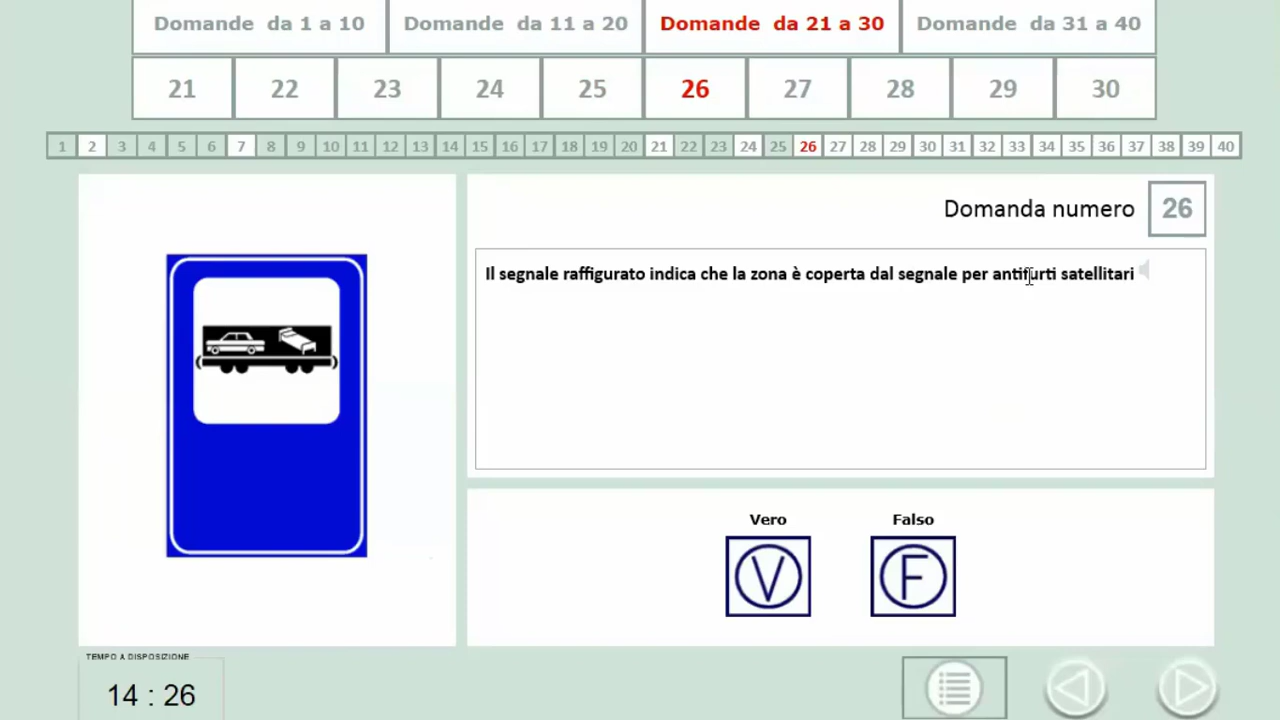 Domande da 1 a 10
Domande da 11 a 20
Domande da 21 a 30
Domande da 31 a 40
21 22 23 24 25 26 27 28 29 30
1 2 3 4 5 6 7 8 9 10 11 12 13 14 15 16 17 18 19 20 21 22 23 24 25 26 27 28 29 30 31 32 33 34 35 36 37 38 39 40
Domanda numero 26
Il segnale raffigurato indica che la zona è coperta dal segnale per antifurti satellitari
Vero Falso
V F
TEMPO A DISPOSIZIONE
14 : 26